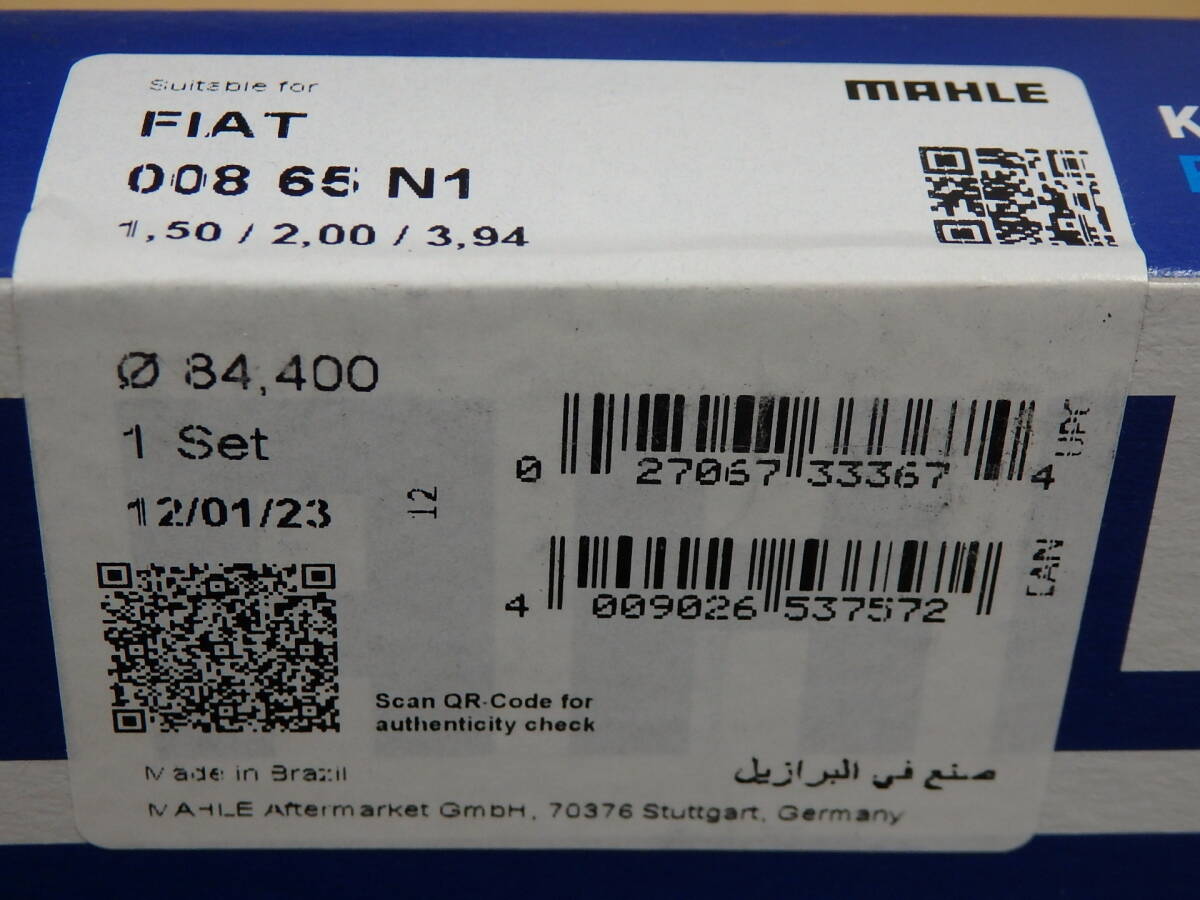 Suitable for
MAHLE
FIAT
008 65 N1
1,50 / 2,00 / 3,94
K
Ø 84,400
1 Set
12/01/23
12
0 27067 33367 4
UPC
4 009026 537572
EAN
Scan QR-Code for
authenticity check
Made in Brazil
صنع في البرازيل
MAHLE Aftermarket GmbH, 70376 Stuttgart, Germany